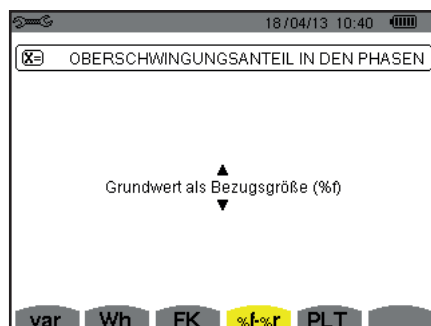 18/04/13 10:40
X= OBERSCHWINGUNGSANTEIL IN DEN PHASEN
Grundwert als Bezugsgröße (%f)
var Wh FK %f-%r PLT